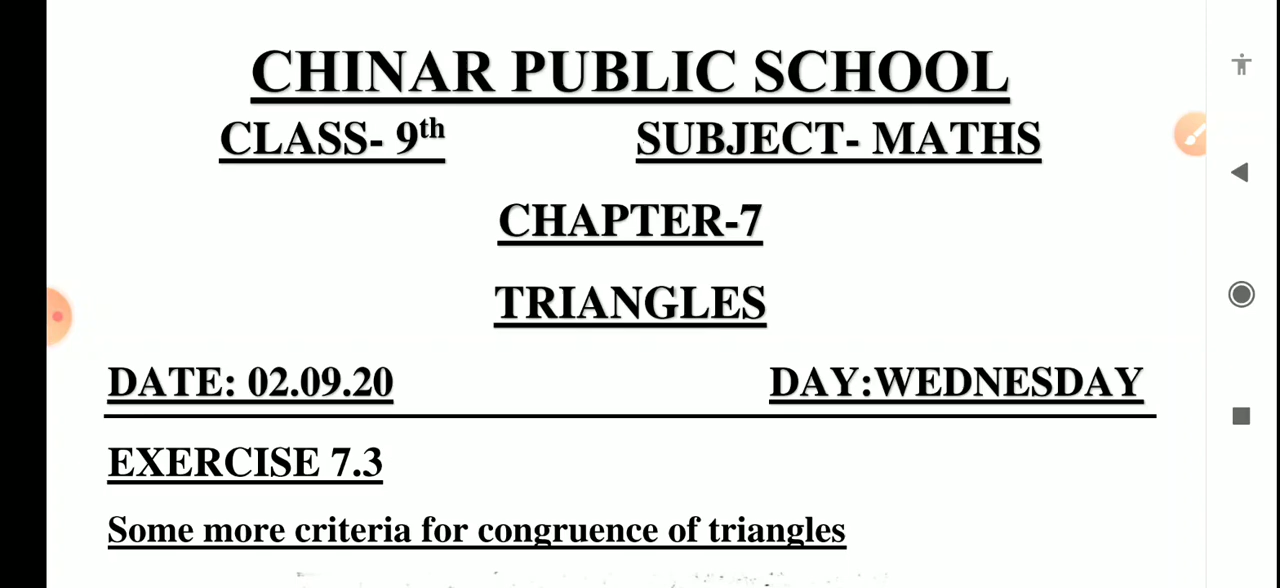 CHINAR PUBLIC SCHOOL
CLASS- 9th SUBJECT- MATHS
CHAPTER-7
TRIANGLES
DATE: 02.09.20 DAY:WEDNESDAY
EXERCISE 7.3
Some more criteria for congruence of triangles